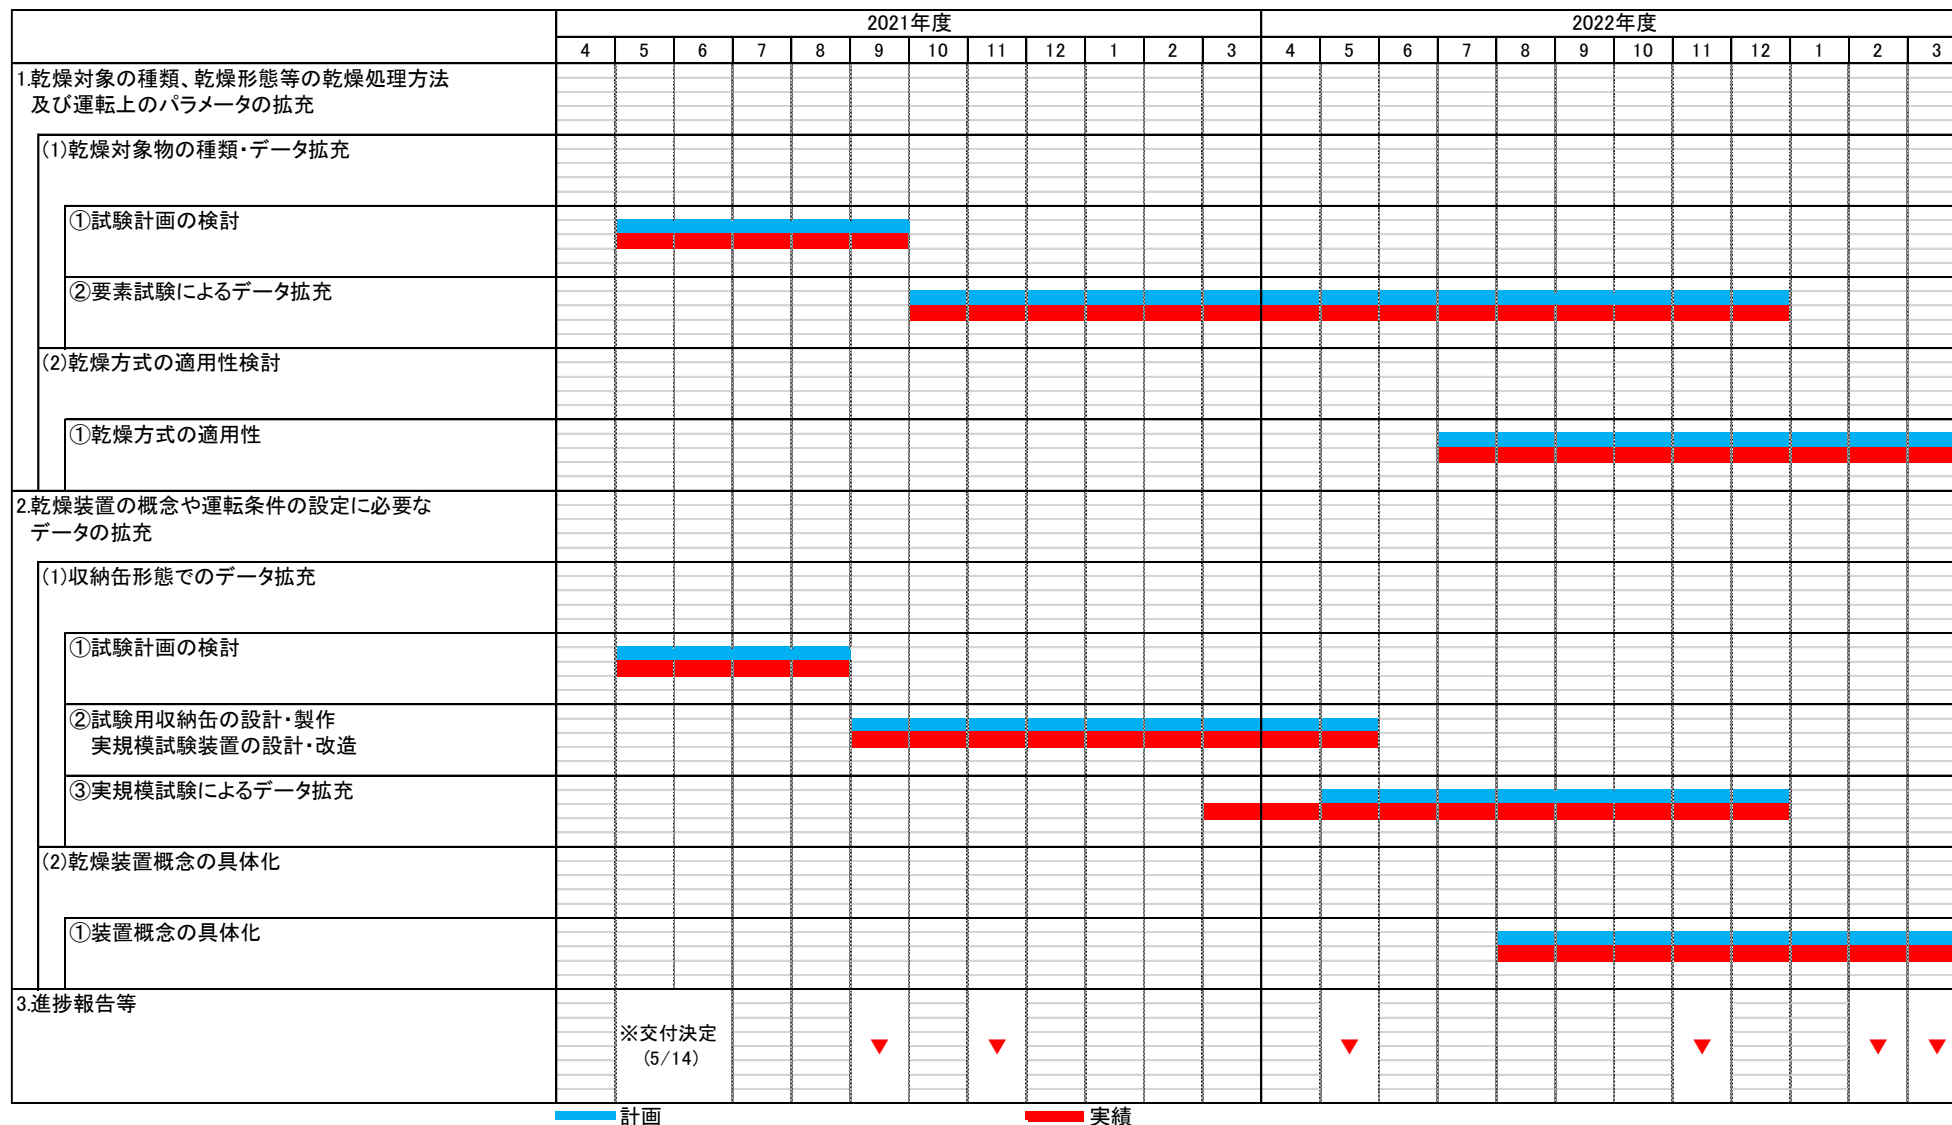 2021年度 2022年度
4 5 6 7 8 9 10 11 12 1 2 3 4 5 6 7 8 9 10 11 12 1 2 3
1.乾燥対象の種類、乾燥形態等の乾燥処理方法
及び運転上のパラメータの拡充
(1)乾燥対象物の種類・データ拡充
①試験計画の検討
②要素試験によるデータ拡充
(2)乾燥方式の適用性検討
①乾燥方式の適用性
2.乾燥装置の概念や運転条件の設定に必要な
データの拡充
(1)収納缶形態でのデータ拡充
①試験計画の検討
②試験用収納缶の設計・製作
実規模試験装置の設計・改造
③実規模試験によるデータ拡充
(2)乾燥装置概念の具体化
①装置概念の具体化
3.進捗報告等
※交付決定
(5/14)
計画 実績